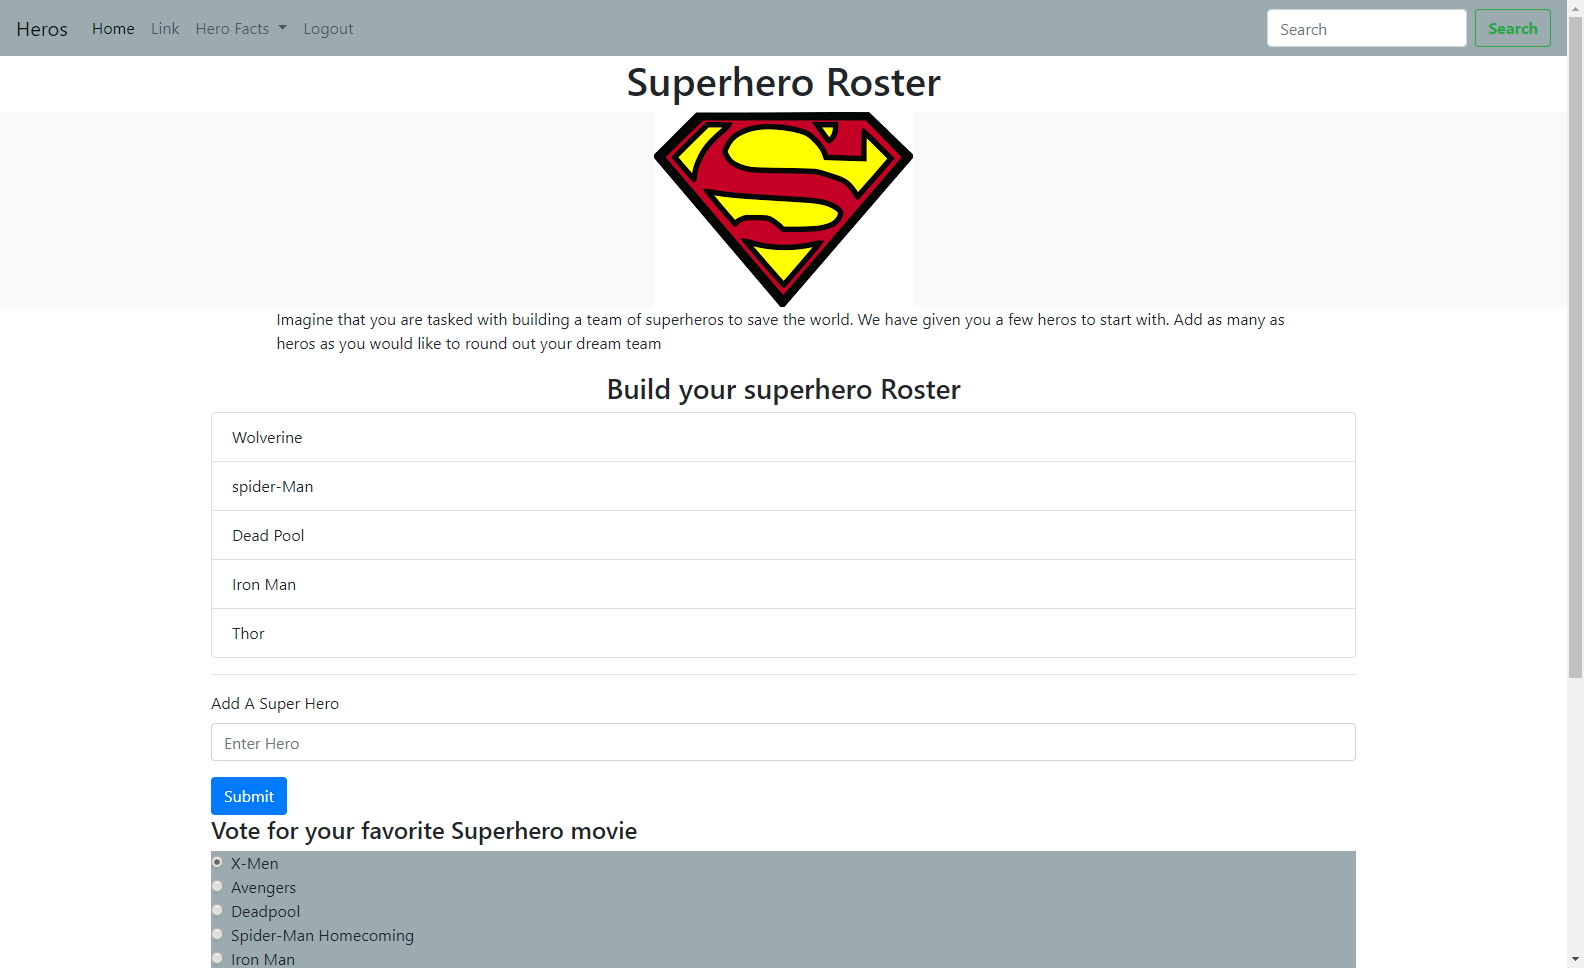 Heros Home Link Hero Facts Logout Search Search
Superhero Roster
Imagine that you are tasked with building a team of superheros to save the world. We have given you a few heros to start with. Add as many as
heros as you would like to round out your dream team
Build your superhero Roster
Wolverine
spider-Man
Dead Pool
Iron Man
Thor
Add A Super Hero
Enter Hero
Submit
Vote for your favorite Superhero movie
X-Men
Avengers
Deadpool
Spider-Man Homecoming
Iron Man